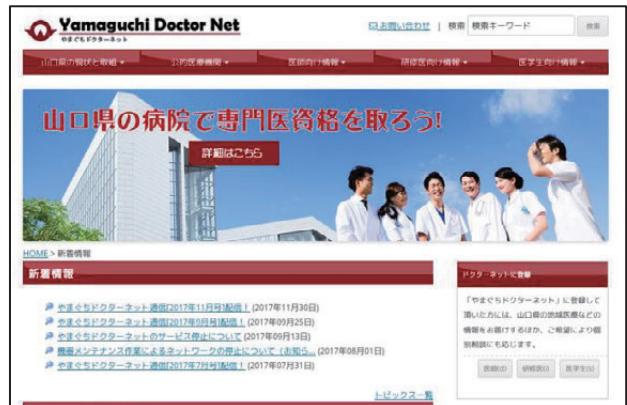 Yamaguchi Doctor Net
やまぐちドクターネット
お問い合わせ | 検索 検索キーワード 検索
山口県の現状と取組▼ 公的医療機関▼ 医師向け情報▼ 研修医向け情報▼ 医学生向け情報▼
山口県の病院で専門医資格を取ろう!
詳細はこちら
HOME > 新着情報
新着情報
やまぐちドクターネット通信[2017年11月号]配信！ (2017年11月30日)
やまぐちドクターネット通信[2017年9月号]配信！ (2017年09月25日)
やまぐちドクターネットのサービス停止について (2017年09月13日)
機器メンテナンス作業によるネットワークの停止について（お知ら... (2017年08月01日)
やまぐちドクターネット通信[2017年7月号]配信！ (2017年07月31日)
トピックス一覧
ドクターネットに登録
「やまぐちドクターネット」に登録して
頂いた方には、山口県の地域医療などの
情報をお届けするほか、ご希望により個
別相談にも応じます。
医師 研修医 医学生